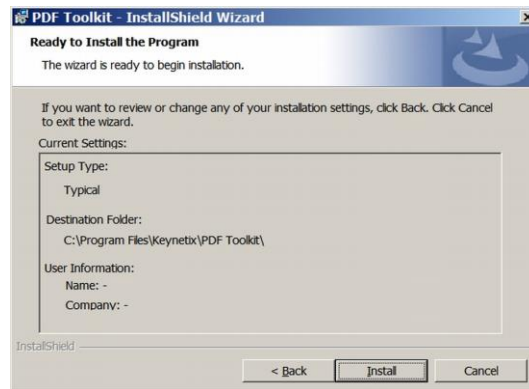 PDF Toolkit - InstallShield Wizard
Ready to Install the Program
The wizard is ready to begin installation.
If you want to review or change any of your installation settings, click Back. Click Cancel
to exit the wizard.
Current Settings:
Setup Type:
Typical
Destination Folder:
C:\Program Files\Keynetix\PDF Toolkit\
User Information:
Name: -
Company: -
InstallShield
< Back
Install
Cancel